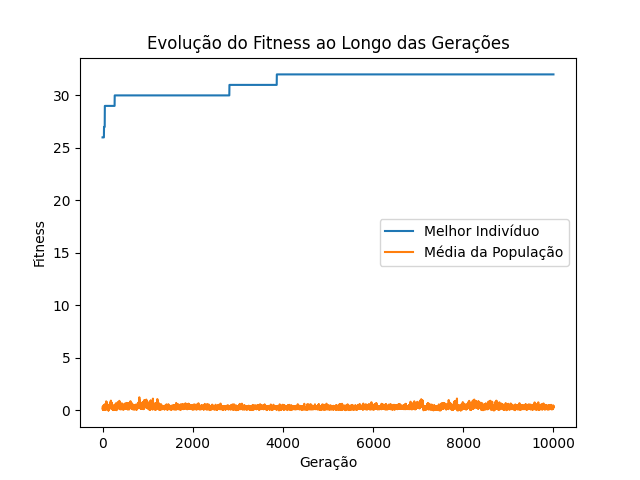 Evolução do Fitness ao Longo das Gerações
Fitness
30
25
20
15
10
5
0
Melhor Indivíduo
Média da População
0 2000 4000 6000 8000 10000
Geração